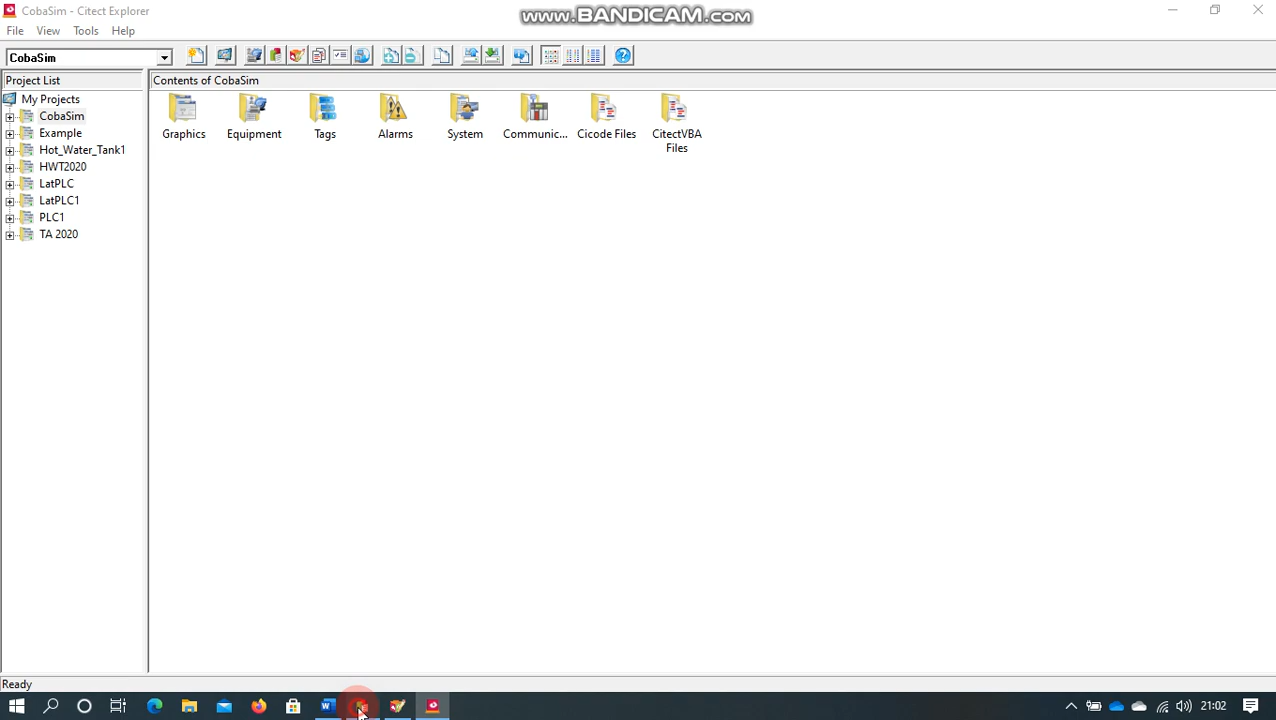 CobaSim - Citect Explorer
www.BANDICAM.com
File View Tools Help
CobaSim
Project List
Contents of CobaSim
My Projects
CobaSim
Example
Hot_Water_Tank1
HWT2020
LatPLC
LatPLC1
PLC1
TA 2020
Graphics
Equipment
Tags
Alarms
System
Communic...
Cicode Files
CitectVBA
Files
Ready
21:02